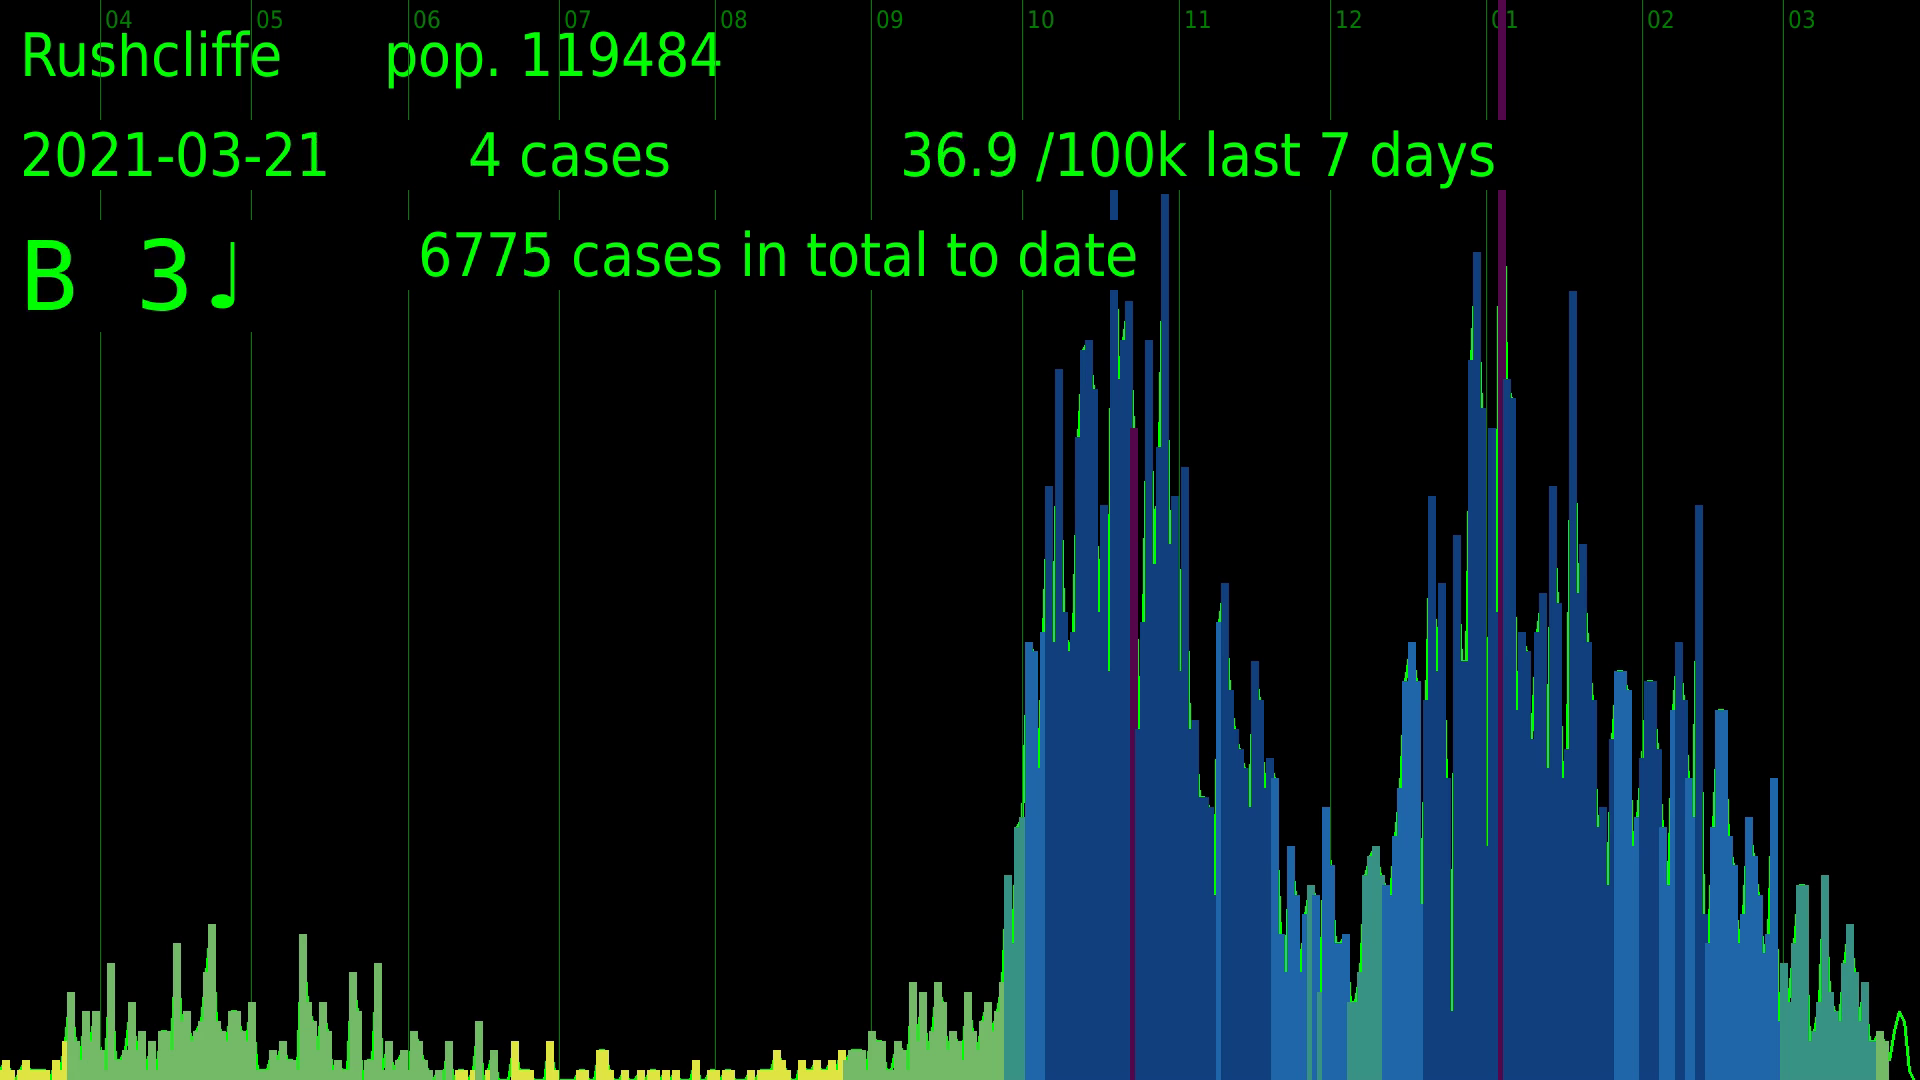 04 05 06 07 08 09 10 11 12 01 02 03
Rushcliffe pop. 119484
2021-03-21 4 cases 36.9 /100k last 7 days
6775 cases in total to date
B 3♩